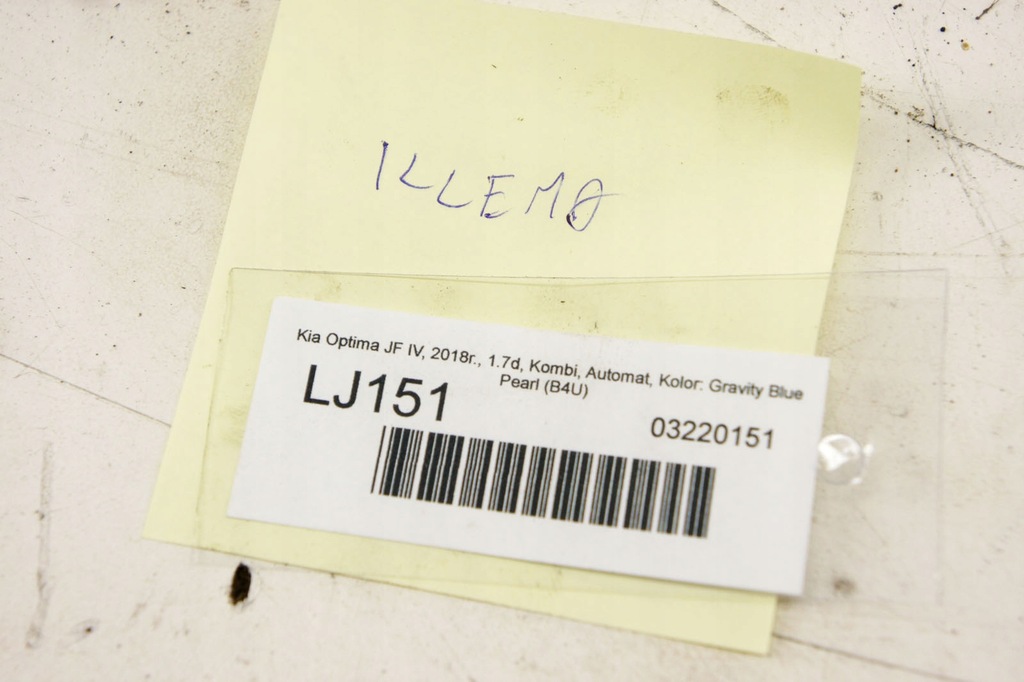 ILLEMO
Kia Optima JF IV, 2018r., 1.7d, Kombi, Automat, Kolor: Gravity Blue
Pearl (B4U)
LJ151
03220151